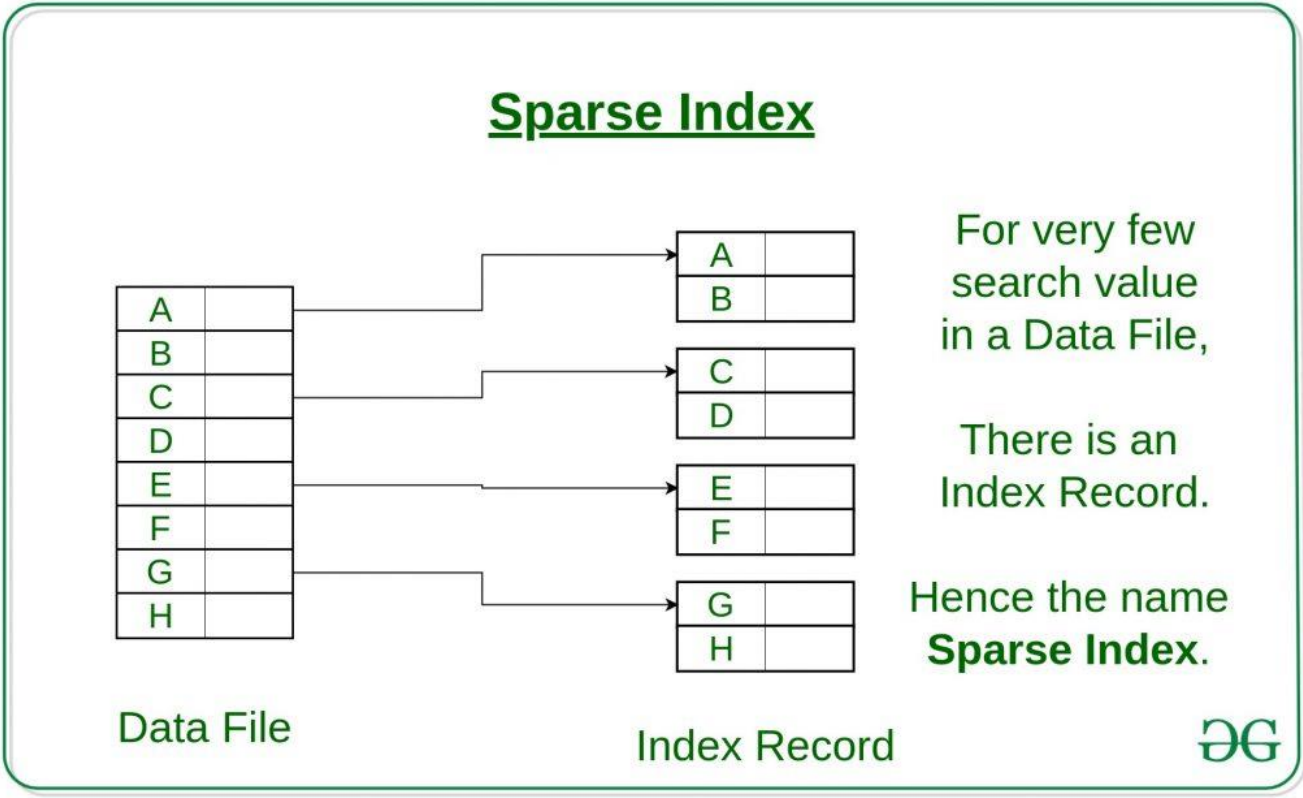 Sparse Index
A
B
C
D
E
F
G
H
Data File
A
B
C
D
E
F
G
H
Index Record
For very few
search value
in a Data File,
There is an
Index Record.
Hence the name
Sparse Index.